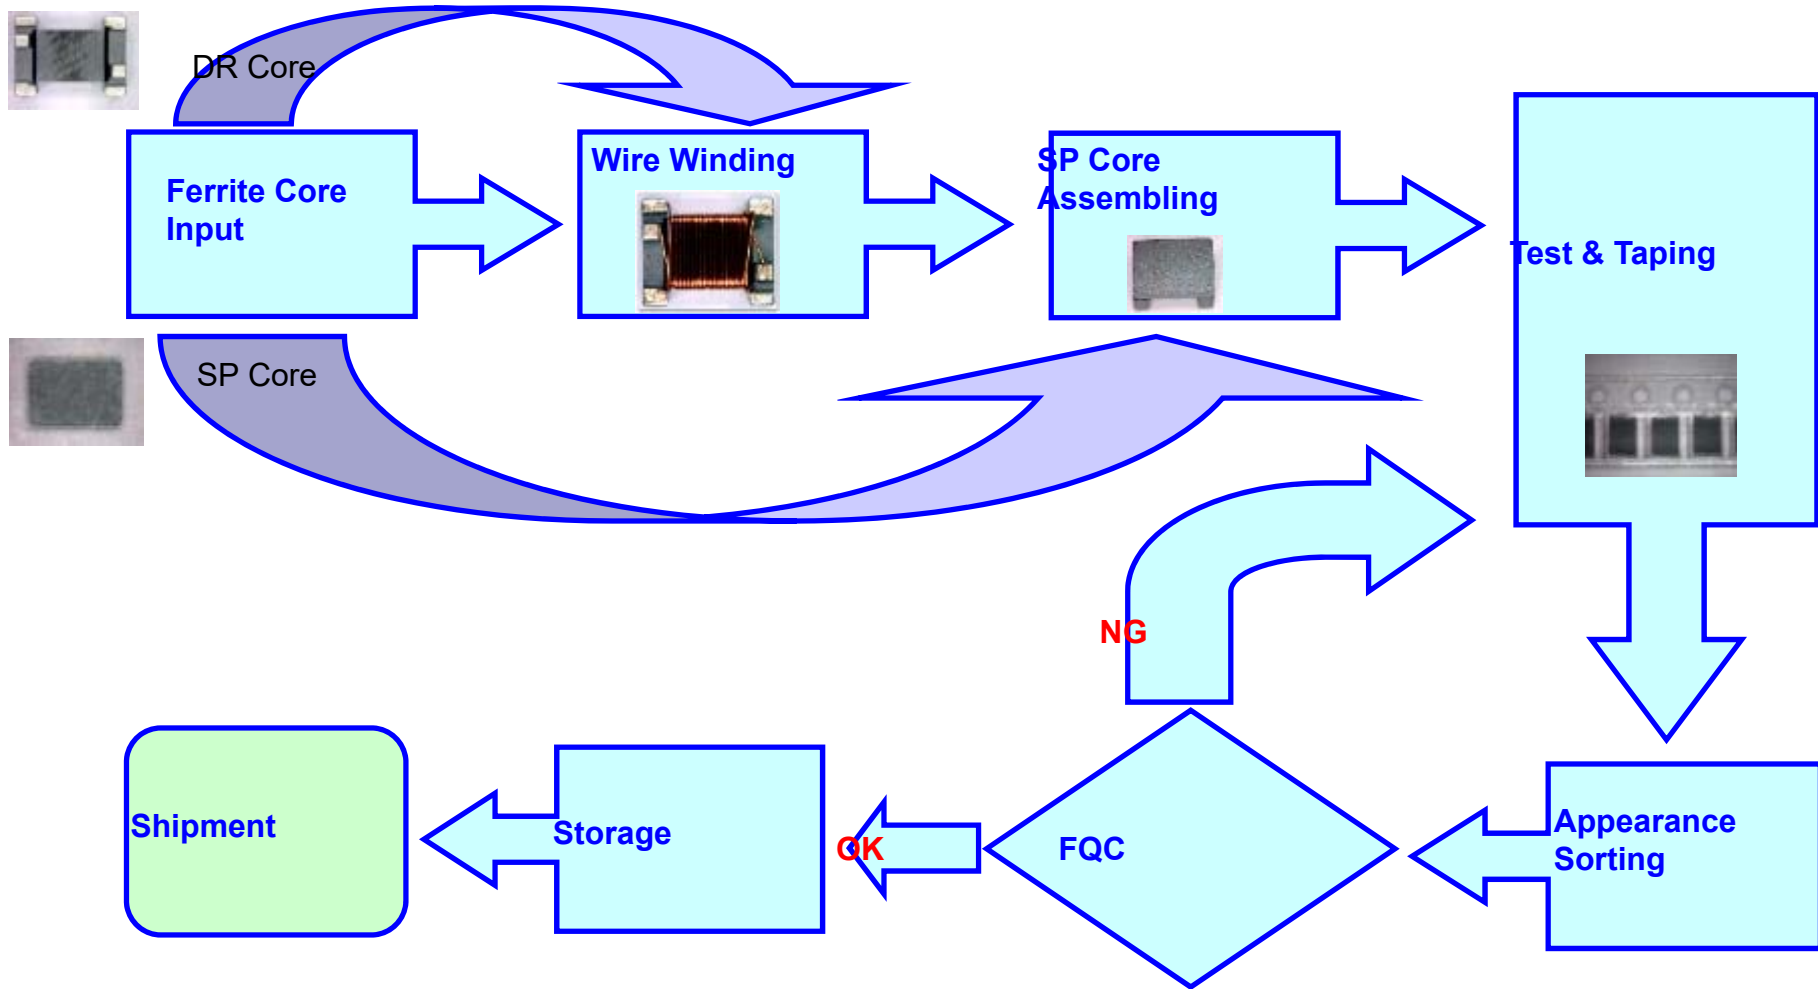 DR Core
Ferrite Core
Input
Wire Winding
SP Core
Assembling
Test & Taping
SP Core
NG
Shipment
Storage
OK
FQC
Appearance
Sorting